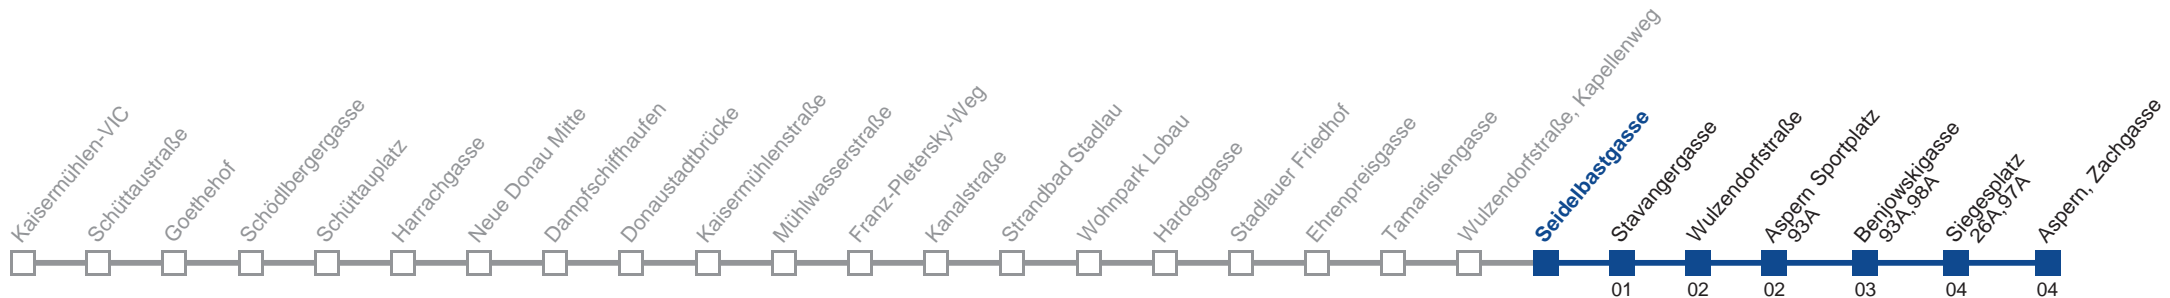 Kaisermühlen-VIC
Schüttaustraße
Goethehof
Schödlbergergasse
Schüttauplatz
Harrachgasse
Neue Donau Mitte
Dampfschiffhaufen
Donaustadtbrücke
Kaisermühlenstraße
Mühlwasserstraße
Franz-Pletersky-Weg
Kanalstraße
Strandbad Stadlau
Wohnpark Lobau
Hardeggasse
Stadlauer Friedhof
Ehrenpreisgasse
Tamariskengasse
Wulzendorfstraße, Kapellenweg
Seidelbastgasse
Stavangergasse
Wulzendorfstraße
Aspern Sportplatz
93A
Benjowskigasse
93A,98A
Siegesplatz
26A,97A
Aspern, Zachgasse
01 02 02 03 04 04